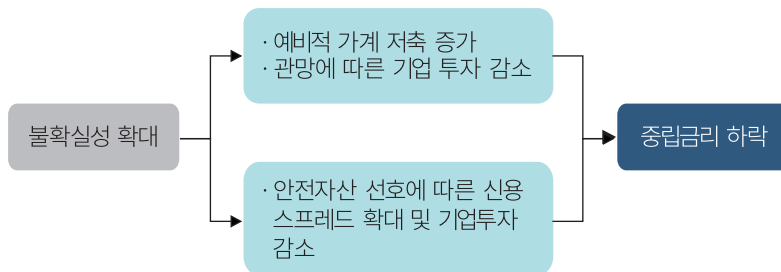 · 예비적 가계 저축 증가
· 관망에 따른 기업 투자 감소
불확실성 확대
중립금리 하락
· 안전자산 선호에 따른 신용
스프레드 확대 및 기업투자
감소